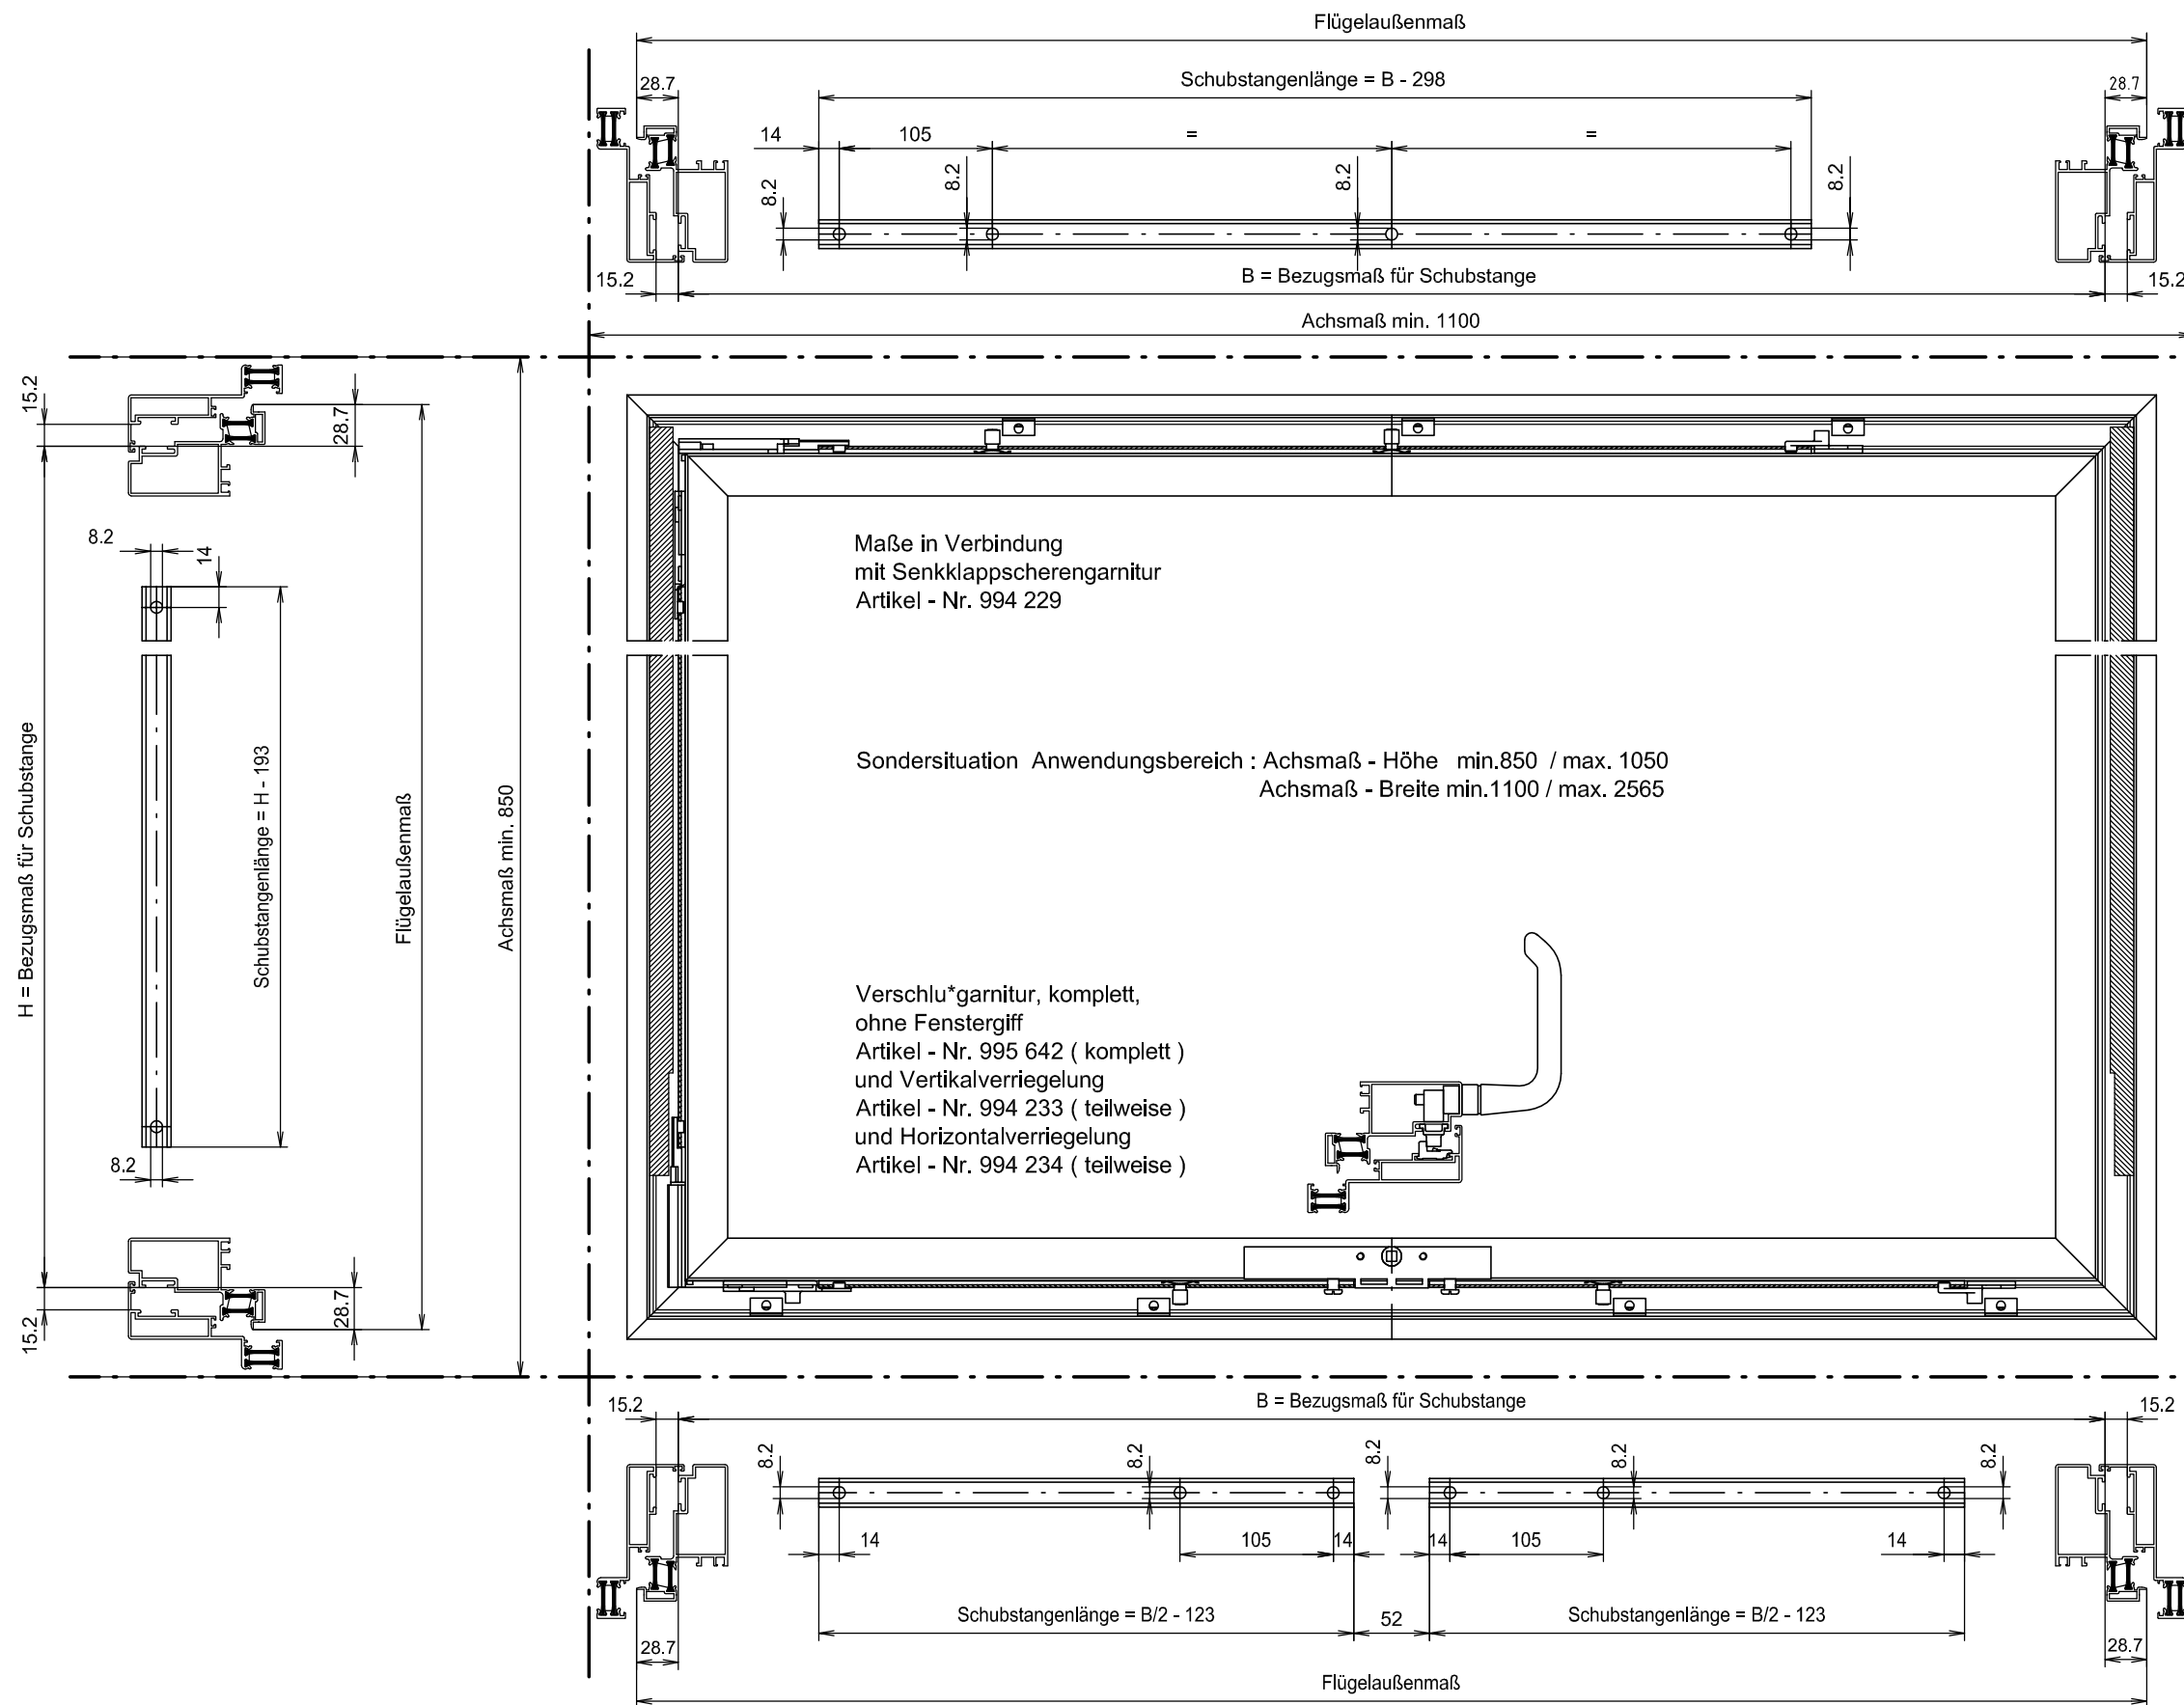 Flügelaußenmaß
28.7
Schubstangenlänge = B - 298
28.7
14
105
=
=
8.2
8.2
8.2
8.2
15.2
B = Bezugsmaß für Schubstange
15.2
Achsmaß min. 1100
15.2
28.7
8.2
14
H = Bezugsmaß für Schubstange
Schubstangenlänge = H - 193
Flügelaußenmaß
Achsmaß min. 850
8.2
15.2
28.7
Maße in Verbindung
mit Senkklappscherengarnitur
Artikel - Nr. 994 229
Sondersituation Anwendungsbereich : Achsmaß - Höhe min.850 / max. 1050
Achsmaß - Breite min.1100 / max. 2565
Verschlu*garnitur, komplett,
ohne Fenstergiff
Artikel - Nr. 995 642 ( komplett )
und Vertikalverriegelung
Artikel - Nr. 994 233 ( teilweise )
und Horizontalverriegelung
Artikel - Nr. 994 234 ( teilweise )
15.2
B = Bezugsmaß für Schubstange
15.2
8.2
8.2
8.2
8.2
8.2
14
105
14
14
105
14
Schubstangenlänge = B/2 - 123
52
Schubstangenlänge = B/2 - 123
28.7
28.7
Flügelaußenmaß